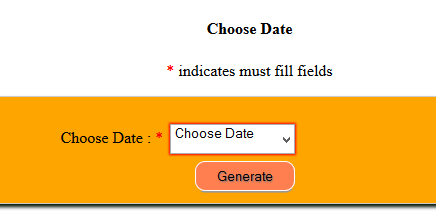 Choose Date
* indicates must fill fields
Choose Date : * Choose Date
Generate